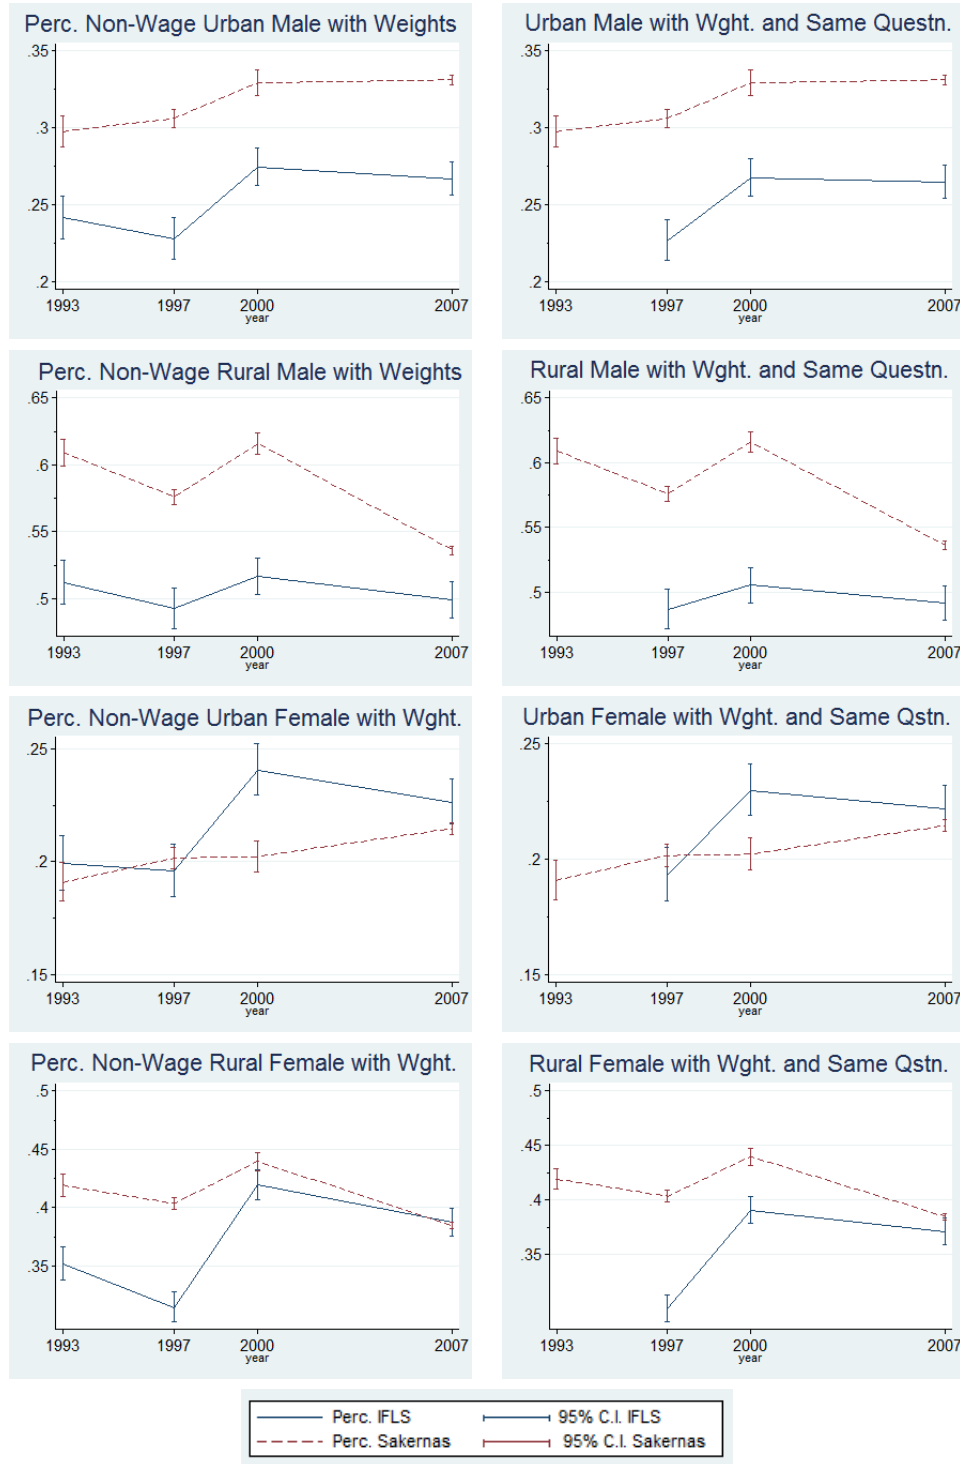 Perc. Non-Wage Urban Male with Weights
.35
.3
.25
.2
1993 1997 2000 2007
year
Urban Male with Wght. and Same Questn.
.35
.3
.25
.2
1993 1997 2000 2007
year
Perc. Non-Wage Rural Male with Weights
.65
.6
.55
.5
1993 1997 2000 2007
year
Rural Male with Wght. and Same Questn.
.65
.6
.55
.5
1993 1997 2000 2007
year
Perc. Non-Wage Urban Female with Wght.
.25
.2
.15
1993 1997 2000 2007
year
Urban Female with Wght. and Same Qstn.
.25
.2
.15
1993 1997 2000 2007
year
Perc. Non-Wage Rural Female with Wght.
.5
.45
.4
.35
1993 1997 2000 2007
year
Rural Female with Wght. and Same Qstn.
.5
.45
.4
.35
1993 1997 2000 2007
year
Perc. IFLS 95% C.I. IFLS
Perc. Sakernas 95% C.I. Sakernas